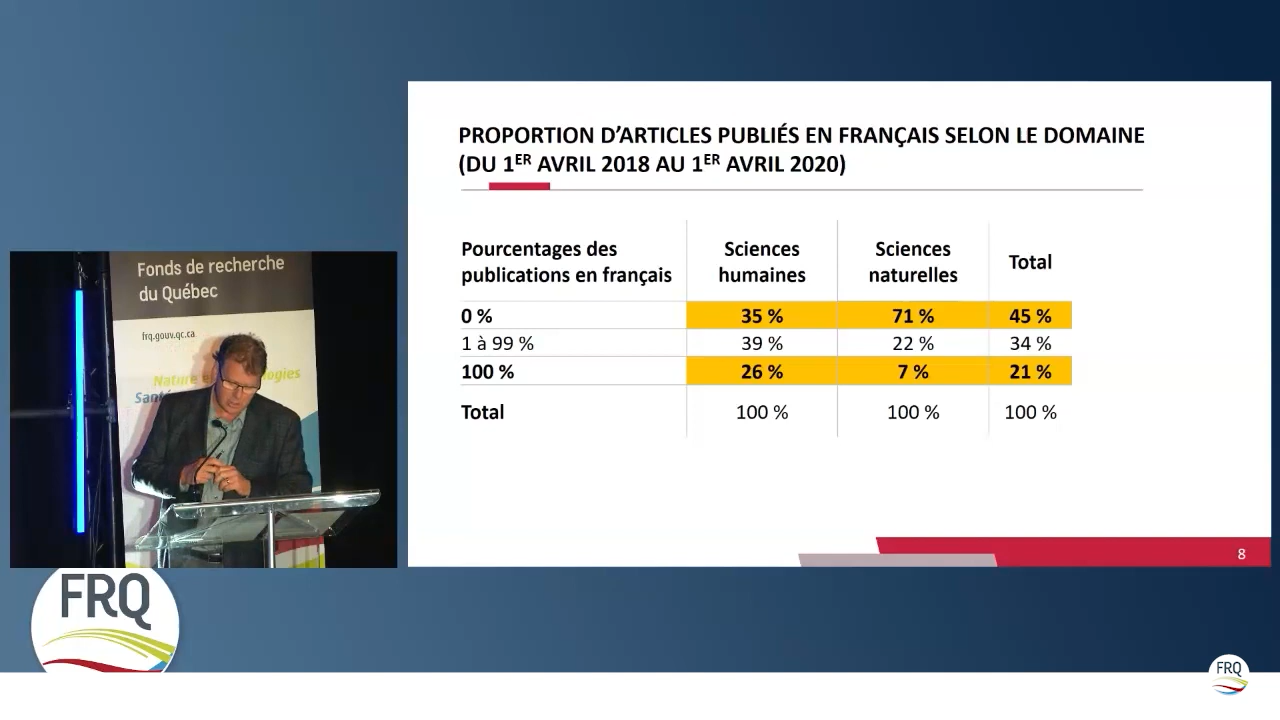 PROPORTION D'ARTICLES PUBLIÉS EN FRANÇAIS SELON LE DOMAINE
(DU 1ER AVRIL 2018 AU 1ER AVRIL 2020)
Pourcentages des
publications en français
Sciences
humaines
Sciences
naturelles
Total
0 % 35 % 71 % 45 %
1 à 99 % 39 % 22 % 34 %
100 % 26 % 7 % 21 %
Total 100 % 100 % 100 %
8
Fonds de recherche
du Québec
frq.gouv.qc.ca
Nature
FRQ
FRQ